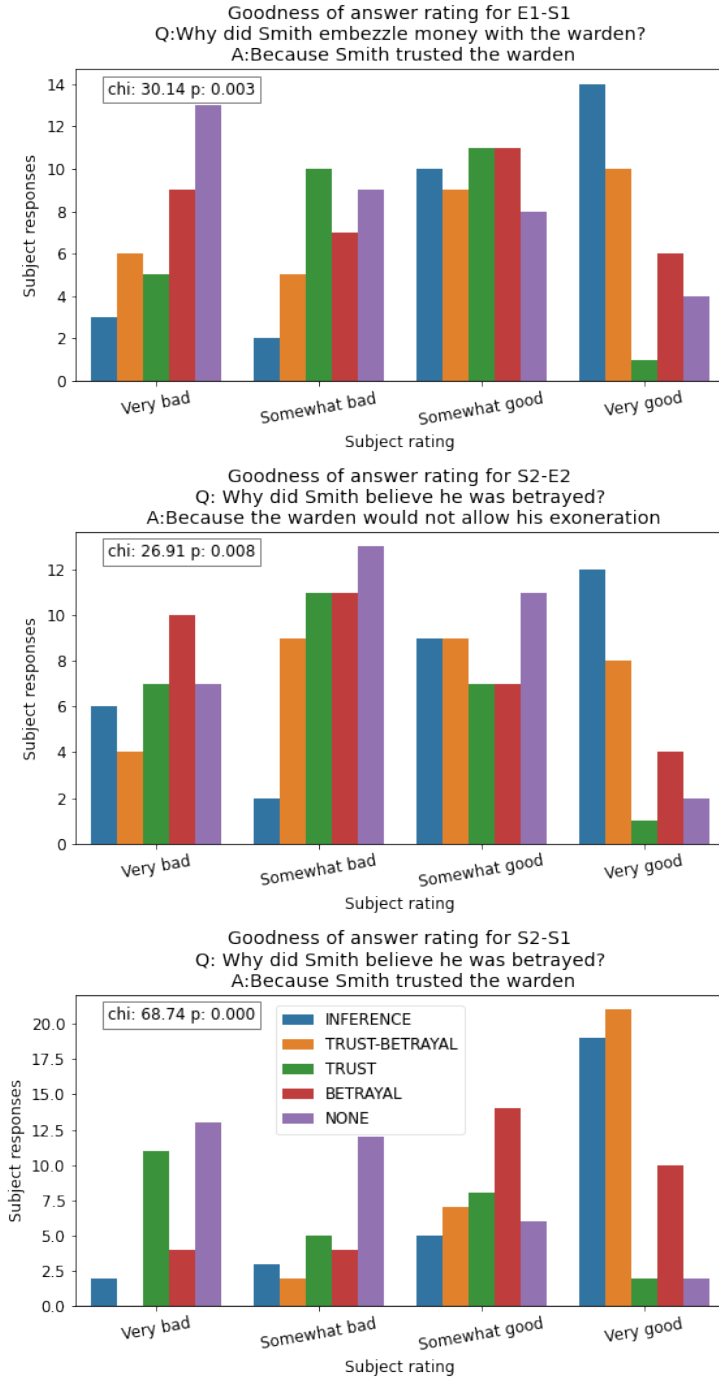 Goodness of answer rating for E1-S1
Q:Why did Smith embezzle money with the warden?
A:Because Smith trusted the warden
chi: 30.14 p: 0.003
14
12
10
8
6
4
2
0
Subject responses
Very bad
Somewhat bad
Somewhat good
Very good
Subject rating
Goodness of answer rating for S2-E2
Q: Why did Smith believe he was betrayed?
A:Because the warden would not allow his exoneration
chi: 26.91 p: 0.008
12
10
8
6
4
2
0
Subject responses
Very bad
Somewhat bad
Somewhat good
Very good
Subject rating
Goodness of answer rating for S2-S1
Q: Why did Smith believe he was betrayed?
A:Because Smith trusted the warden
chi: 68.74 p: 0.000
INFERENCE
TRUST-BETRAYAL
TRUST
BETRAYAL
NONE
20.0
17.5
15.0
12.5
10.0
7.5
5.0
2.5
0.0
Subject responses
Very bad
Somewhat bad
Somewhat good
Very good
Subject rating